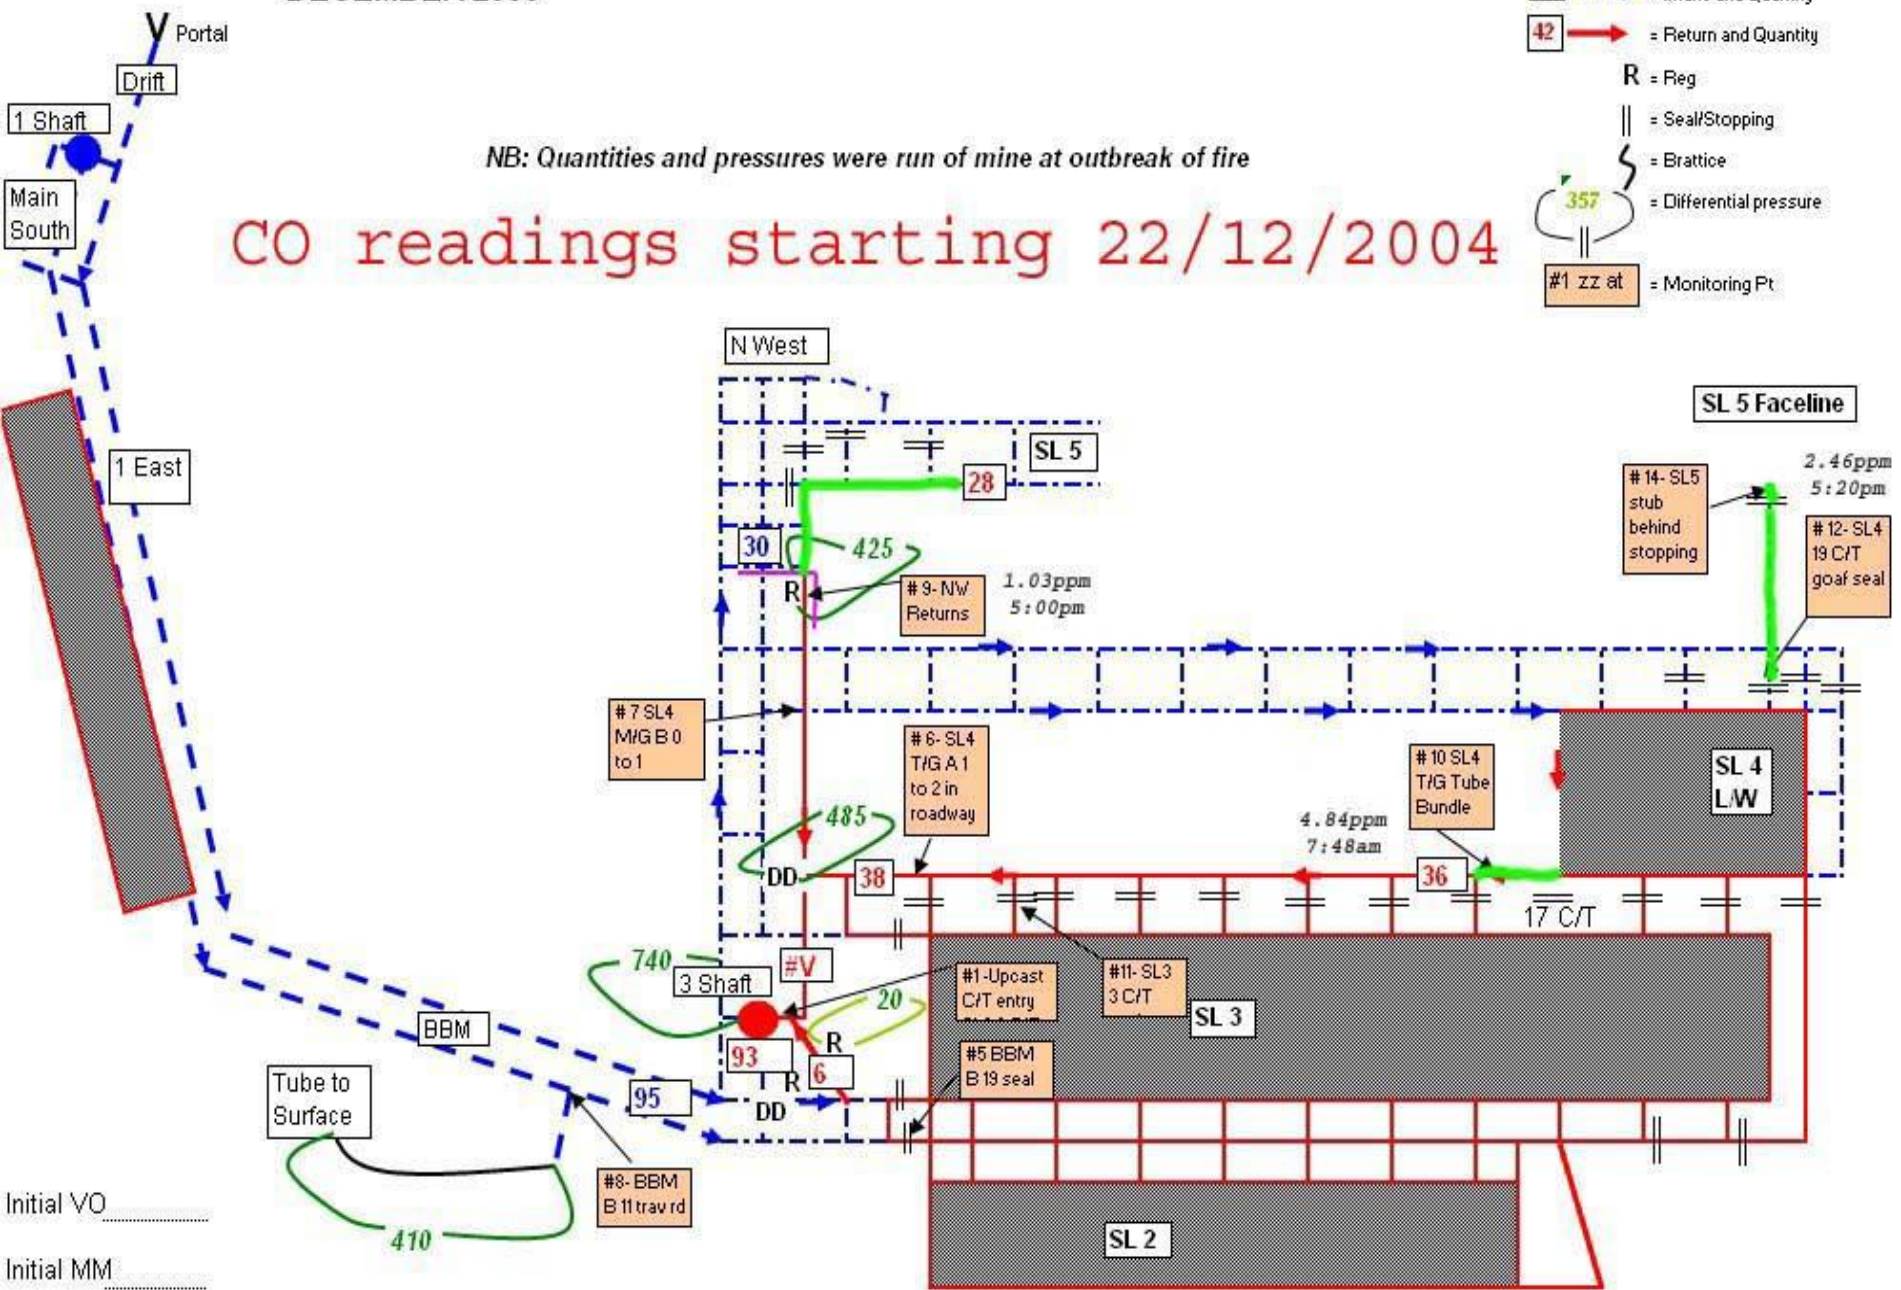 V Portal
Drift
1 Shaft
Main
South
42 = Return and Quantity
R = Reg
= Seal/Stopping
= Brattice
357 = Differential pressure
#1 zz at = Monitoring Pt
NB: Quantities and pressures were run of mine at outbreak of fire
CO readings starting 22/12/2004
N West
SL 5 Faceline
SL 5
28
1 East
30
425
R
# 9- NW
Returns
1.03ppm
5:00pm
# 14- SL5
stub
behind
stopping
2.46ppm
5:20pm
# 12- SL4
19 C/T
goaf seal
# 7 SL4
M/G B 0
to 1
# 6- SL4
T/G A 1
to 2 in
roadway
# 10 SL4
T/G Tube
Bundle
SL 4
L/W
485
4.84ppm
7:48am
DD
38
36
17 C/T
740
3 Shaft
#V
#1-Upcast
C/T entry
#11- SL3
3 C/T
SL 3
20
R
93
6
R
#5 BBM
B 19 seal
BBM
Tube to
Surface
95
DD
#8- BBM
B 11 trav rd
410
SL 2
Initial VO
Initial MM